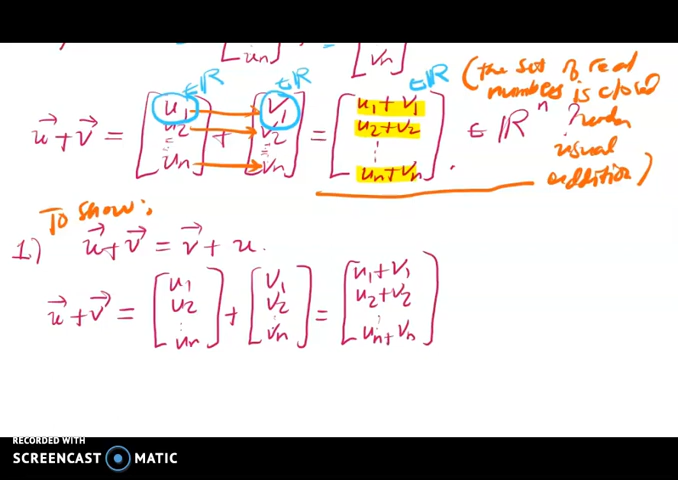 [un] [vn]
∈ℝ ∈ℝ ∈ℝ
u⃗+v⃗ = [u1 u2 ⋮ un] + [v1 v2 ⋮ vn] = [u1+v1 u2+v2 ⋮ un+vn]. ∈ ℝ^n
(the set of real
numbers is closed
under
usual
addition)
To show:
1) u⃗+v⃗ = v⃗ + u.
u⃗+v⃗ = [u1 u2 ⋮ un] + [v1 v2 ⋮ vn] = [u1+v1 u2+v2 ⋮ un+vn]
RECORDED WITH
SCREENCAST MATIC